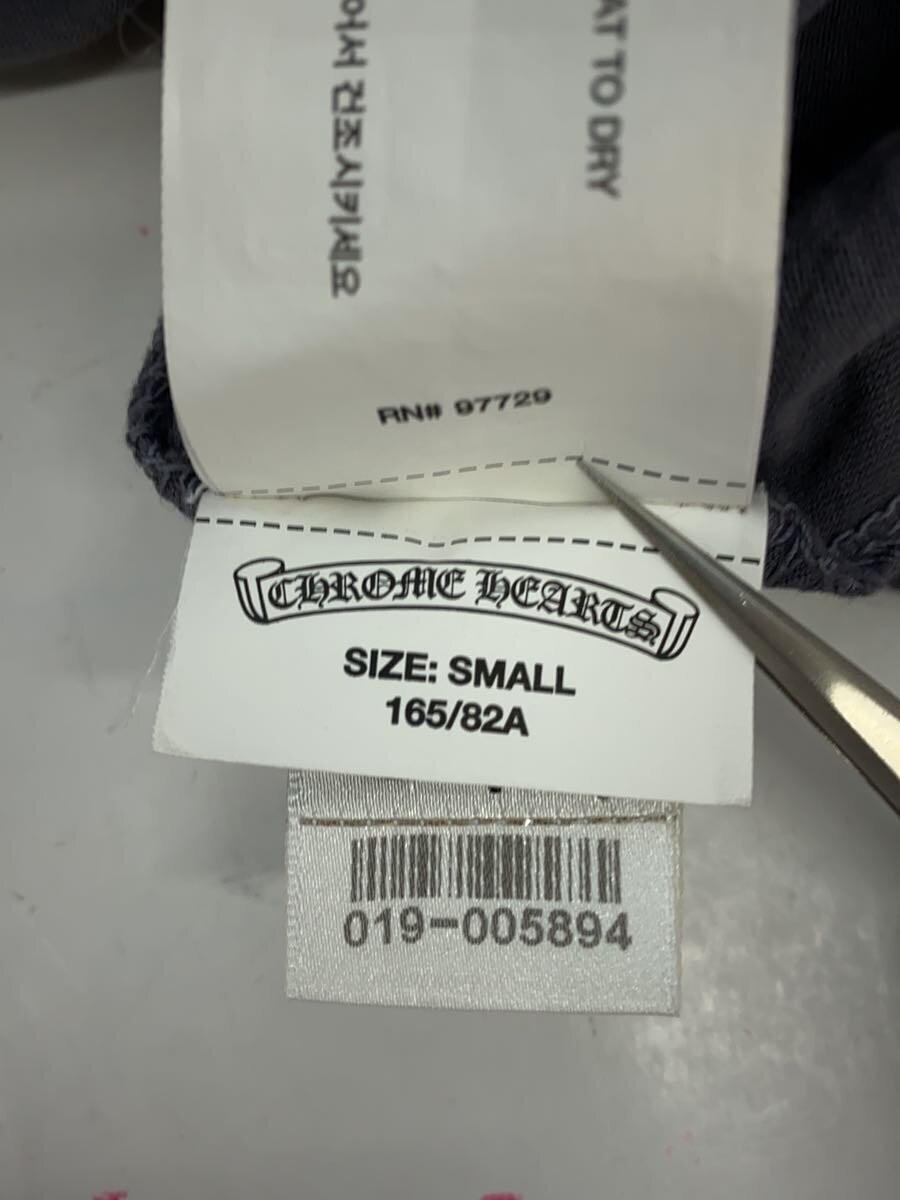 AT TO DRY
RN# 97729
CHROME HEARTS
SIZE: SMALL
165/82A
019-005894